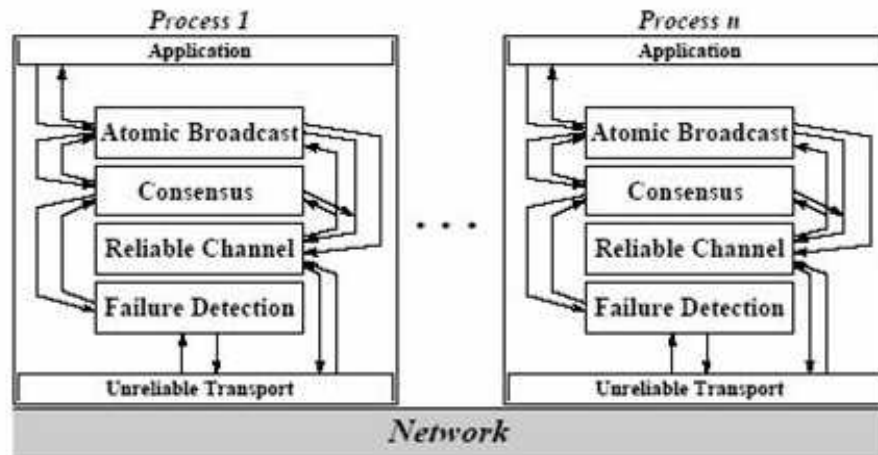 Process 1
Application
Atomic Broadcast
Consensus
Reliable Channel
Failure Detection
Unreliable Transport
. . .
Process n
Application
Atomic Broadcast
Consensus
Reliable Channel
Failure Detection
Unreliable Transport
Network